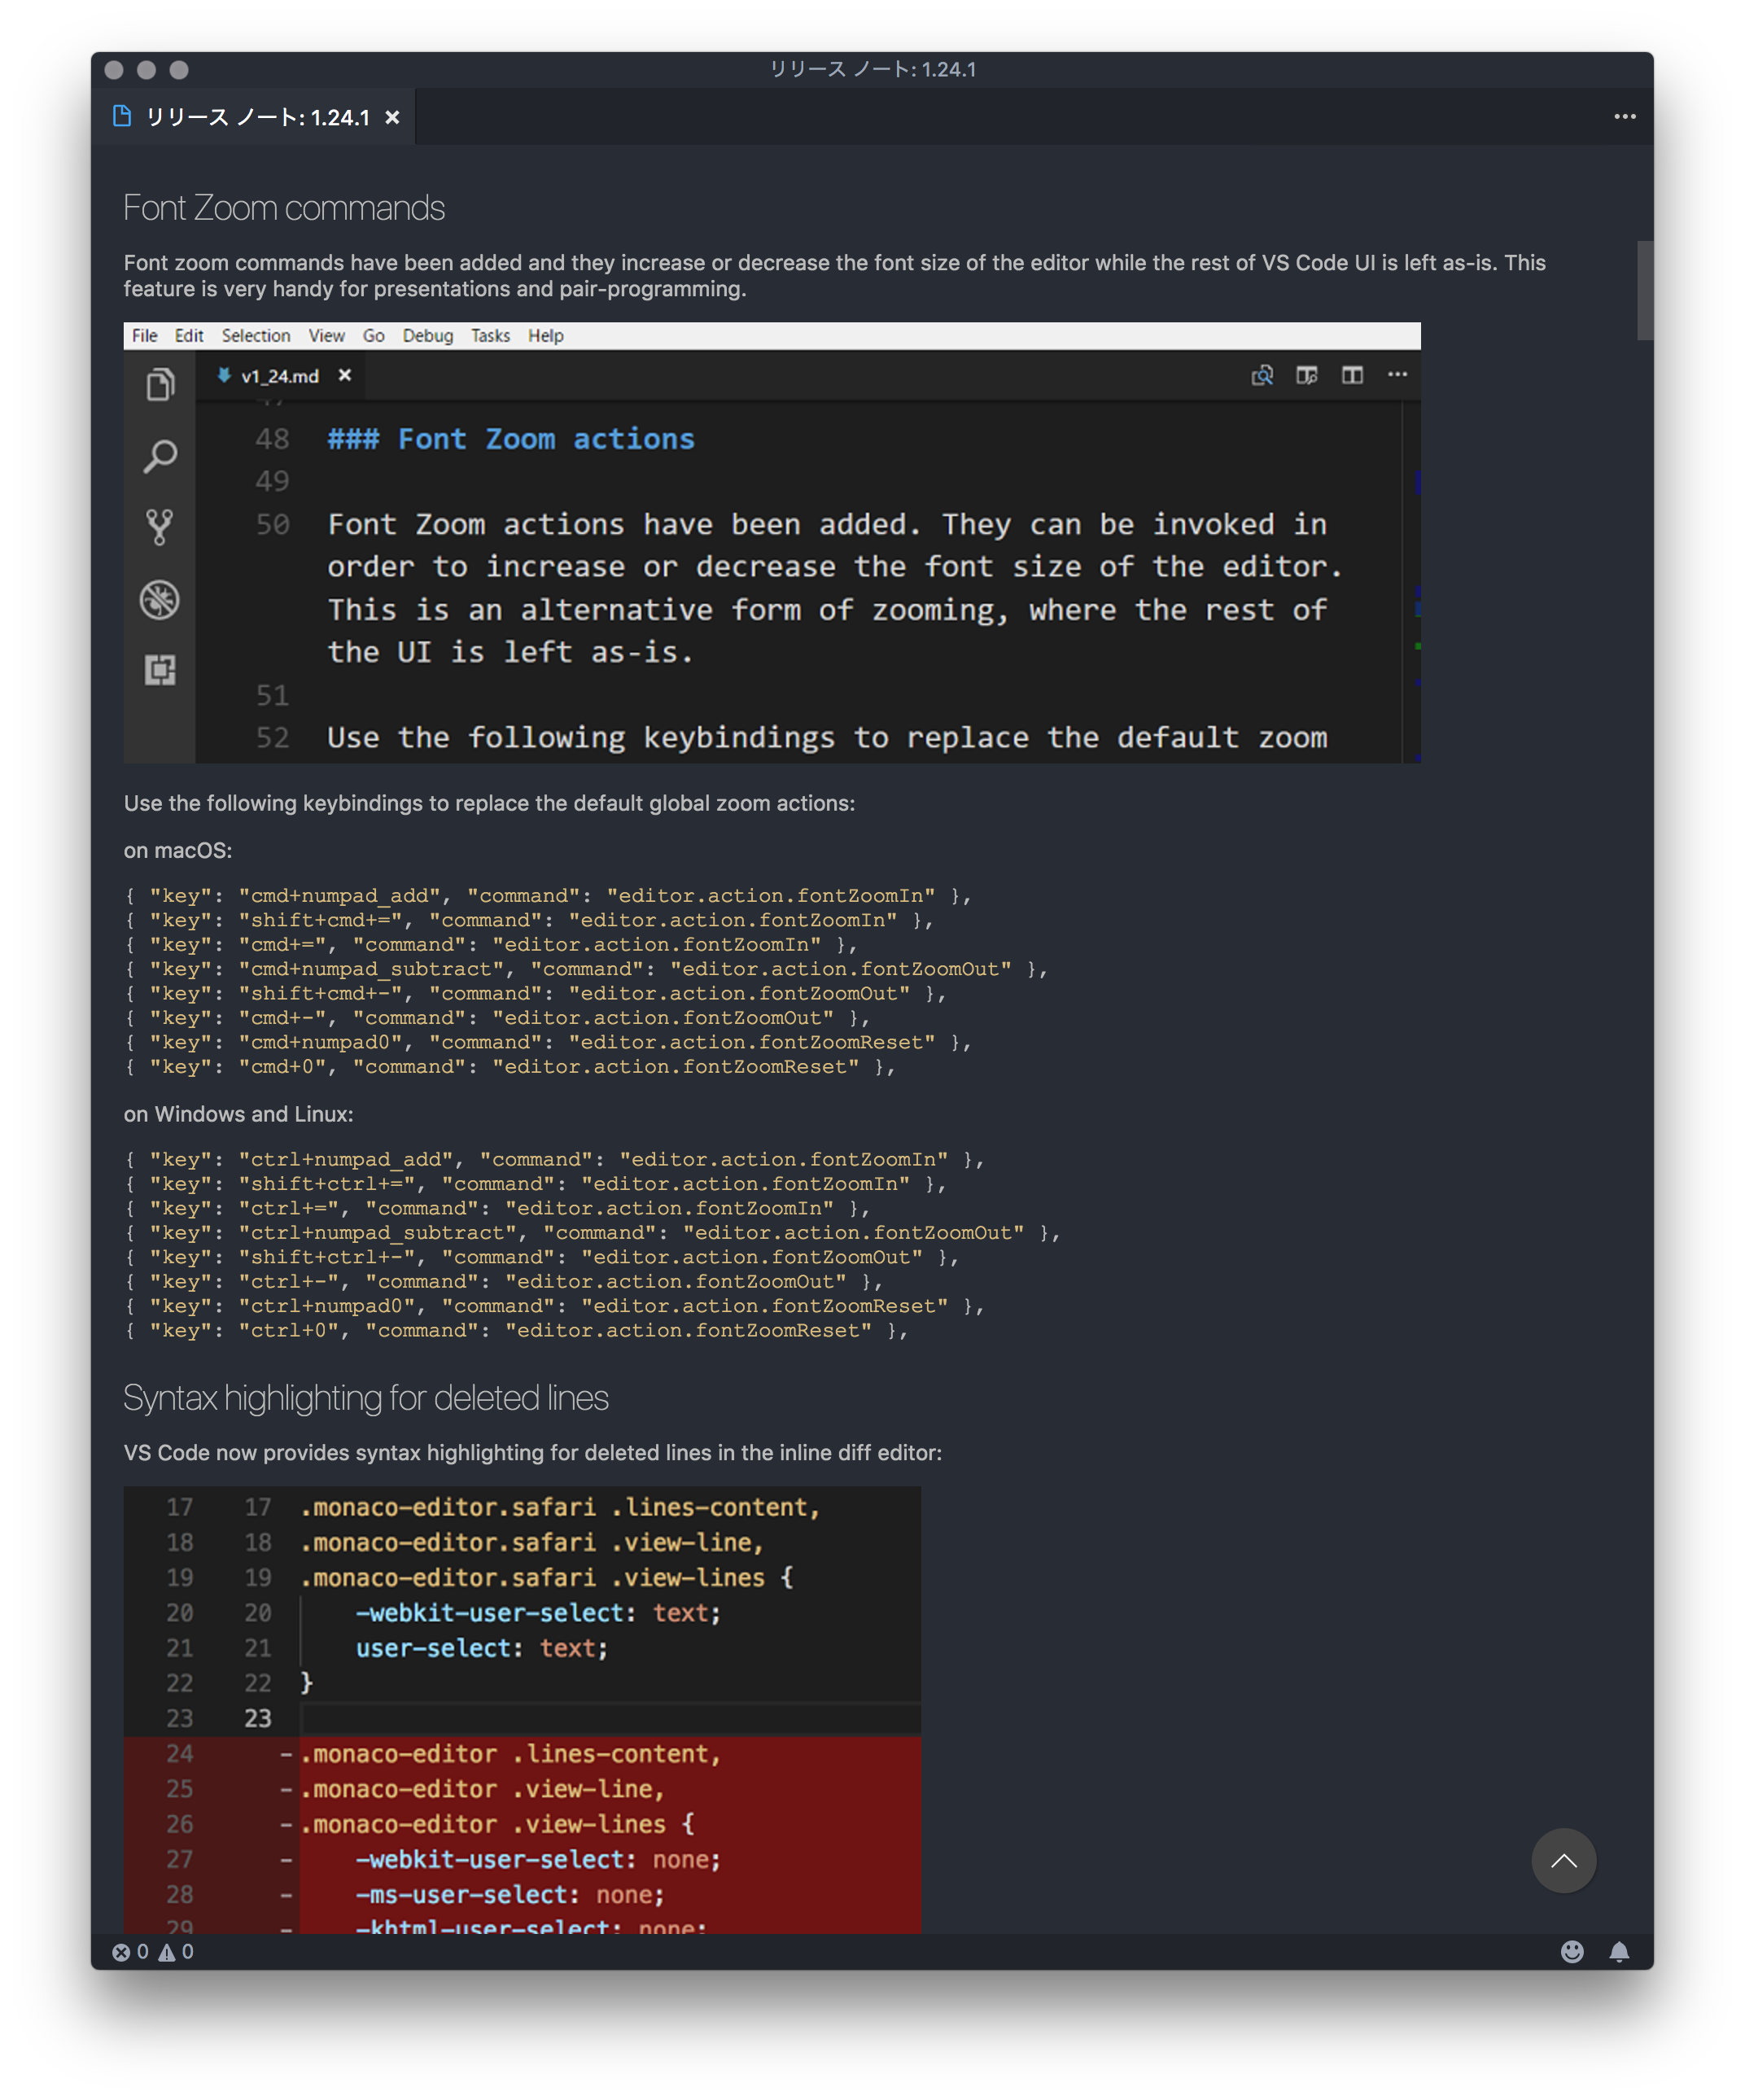 リリース ノート: 1.24.1
リリース ノート: 1.24.1
Font Zoom commands
Font zoom commands have been added and they increase or decrease the font size of the editor while the rest of VS Code UI is left as-is. This
feature is very handy for presentations and pair-programming.
File Edit Selection View Go Debug Tasks Help
v1_24.md
47
48 ### Font Zoom actions
49
50 Font Zoom actions have been added. They can be invoked in
order to increase or decrease the font size of the editor.
This is an alternative form of zooming, where the rest of
the UI is left as-is.
51
52 Use the following keybindings to replace the default zoom
Use the following keybindings to replace the default global zoom actions:
on macOS:
{ "key": "cmd+numpad_add", "command": "editor.action.fontZoomIn" },
{ "key": "shift+cmd+=", "command": "editor.action.fontZoomIn" },
{ "key": "cmd+=", "command": "editor.action.fontZoomIn" },
{ "key": "cmd+numpad_subtract", "command": "editor.action.fontZoomOut" },
{ "key": "shift+cmd+-", "command": "editor.action.fontZoomOut" },
{ "key": "cmd+-", "command": "editor.action.fontZoomOut" },
{ "key": "cmd+numpad0", "command": "editor.action.fontZoomReset" },
{ "key": "cmd+0", "command": "editor.action.fontZoomReset" },
on Windows and Linux:
{ "key": "ctrl+numpad_add", "command": "editor.action.fontZoomIn" },
{ "key": "shift+ctrl+=", "command": "editor.action.fontZoomIn" },
{ "key": "ctrl+=", "command": "editor.action.fontZoomIn" },
{ "key": "ctrl+numpad_subtract", "command": "editor.action.fontZoomOut" },
{ "key": "shift+ctrl+-", "command": "editor.action.fontZoomOut" },
{ "key": "ctrl+-", "command": "editor.action.fontZoomOut" },
{ "key": "ctrl+numpad0", "command": "editor.action.fontZoomReset" },
{ "key": "ctrl+0", "command": "editor.action.fontZoomReset" },
Syntax highlighting for deleted lines
VS Code now provides syntax highlighting for deleted lines in the inline diff editor:
17 17 .monaco-editor.safari .lines-content,
18 18 .monaco-editor.safari .view-line,
19 19 .monaco-editor.safari .view-lines {
20 20 -webkit-user-select: text;
21 21 user-select: text;
22 22 }
23 23
24 - .monaco-editor .lines-content,
25 - .monaco-editor .view-line,
26 - .monaco-editor .view-lines {
27 - -webkit-user-select: none;
28 - -ms-user-select: none;
29 - -khtml-user-select: none;
0 0